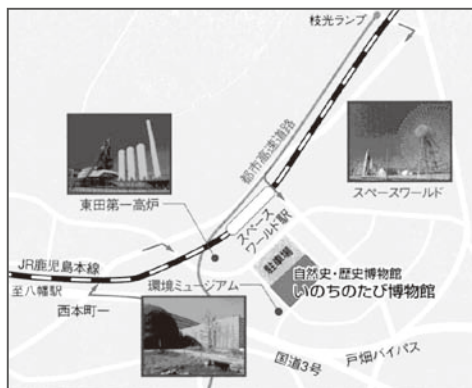 枝光ランプ
都市高速道路
スペースワールド
東田第一高炉
スペース
ワールド駅
駐車場
JR鹿児島本線
自然史・歴史博物館
いのちのたび博物館
至八幡駅
環境ミュージアム
西本町一
国道3号
戸畑バイパス